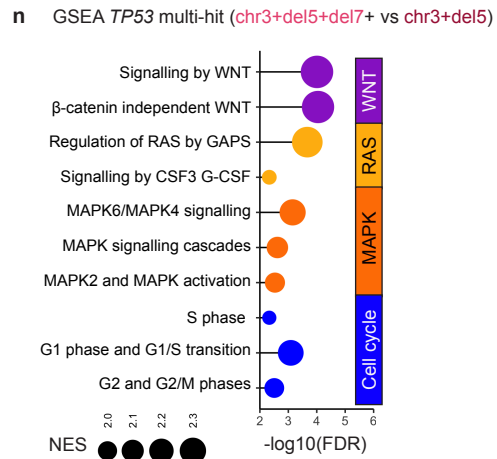 n GSEA TP53 multi-hit (chr3+del5+del7+ vs chr3+del5)
Signalling by WNT
β-catenin independent WNT
WNT
Regulation of RAS by GAPS
Signalling by CSF3 G-CSF
RAS
MAPK6/MAPK4 signalling
MAPK signalling cascades
MAPK2 and MAPK activation
MAPK
S phase
G1 phase and G1/S transition
G2 and G2/M phases
Cell cycle
2 3 4 5 6
-log10(FDR)
2.0 2.1 2.2 2.3
NES